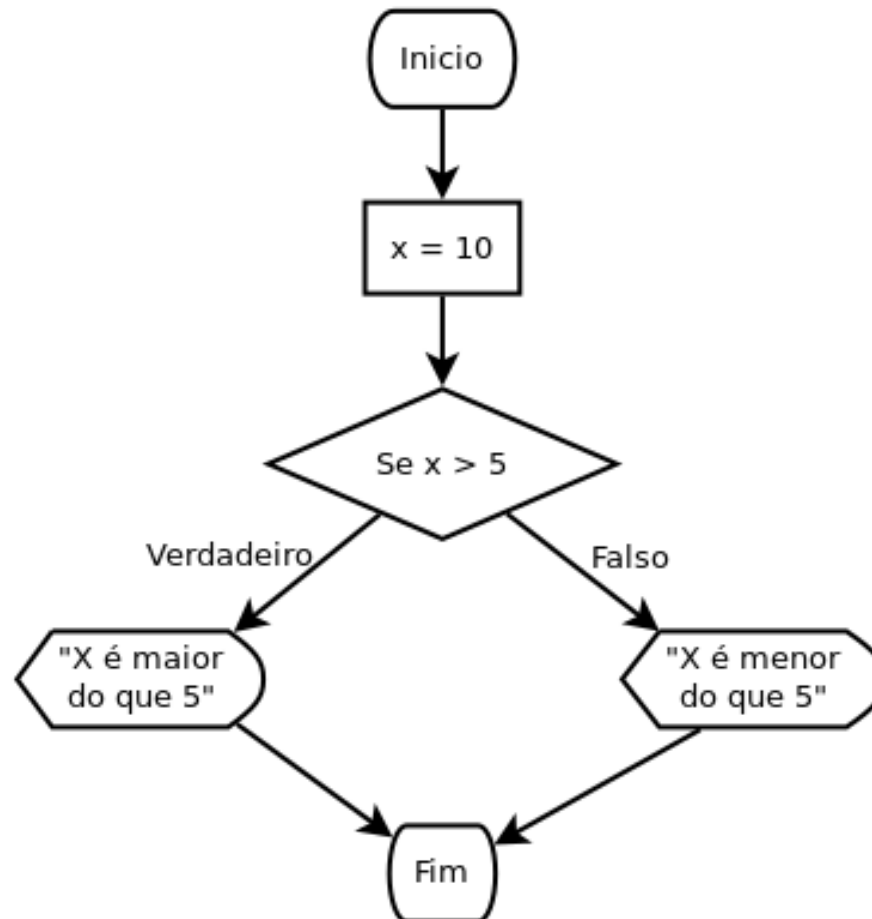 Inicio
x = 10
Se x > 5
Verdadeiro
Falso
"X é maior
do que 5"
"X é menor
do que 5"
Fim